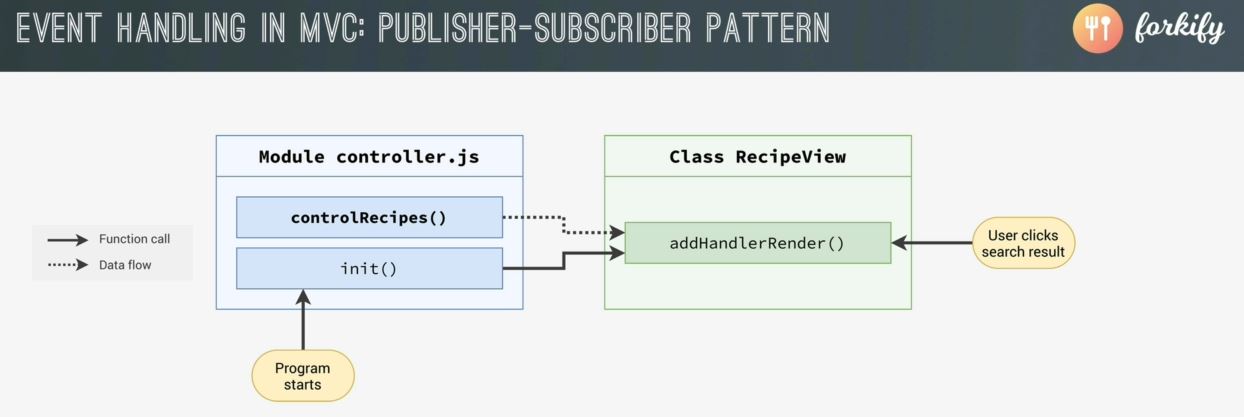 EVENT HANDLING IN MVC: PUBLISHER-SUBSCRIBER PATTERN
forkify
Module controller.js
Class RecipeView
controlRecipes()
addHandlerRender()
init()
User clicks
search result
Function call
Data flow
Program
starts